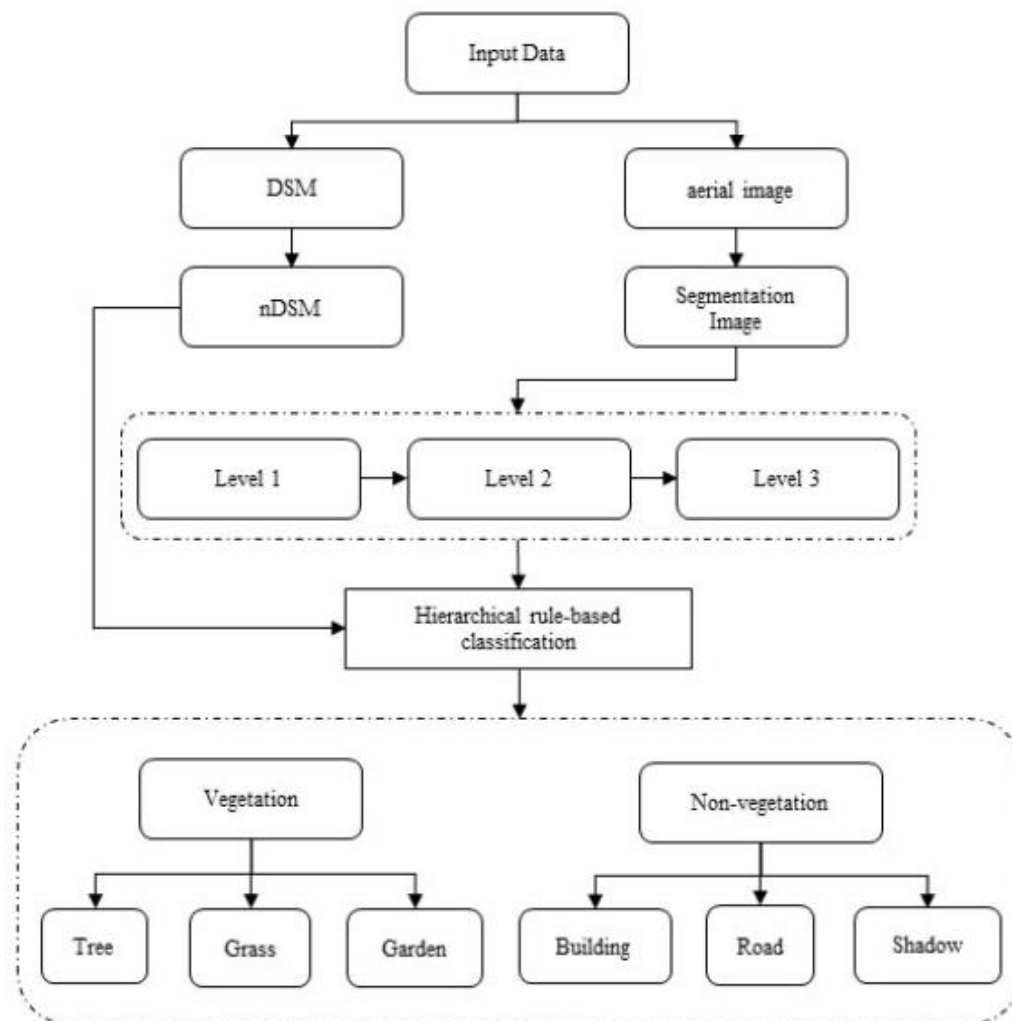 Input Data
DSM
aerial image
nDSM
Segmentation
Image
Level 1
Level 2
Level 3
Hierarchical rule-based
classification
Vegetation
Non-vegetation
Tree
Grass
Garden
Building
Road
Shadow